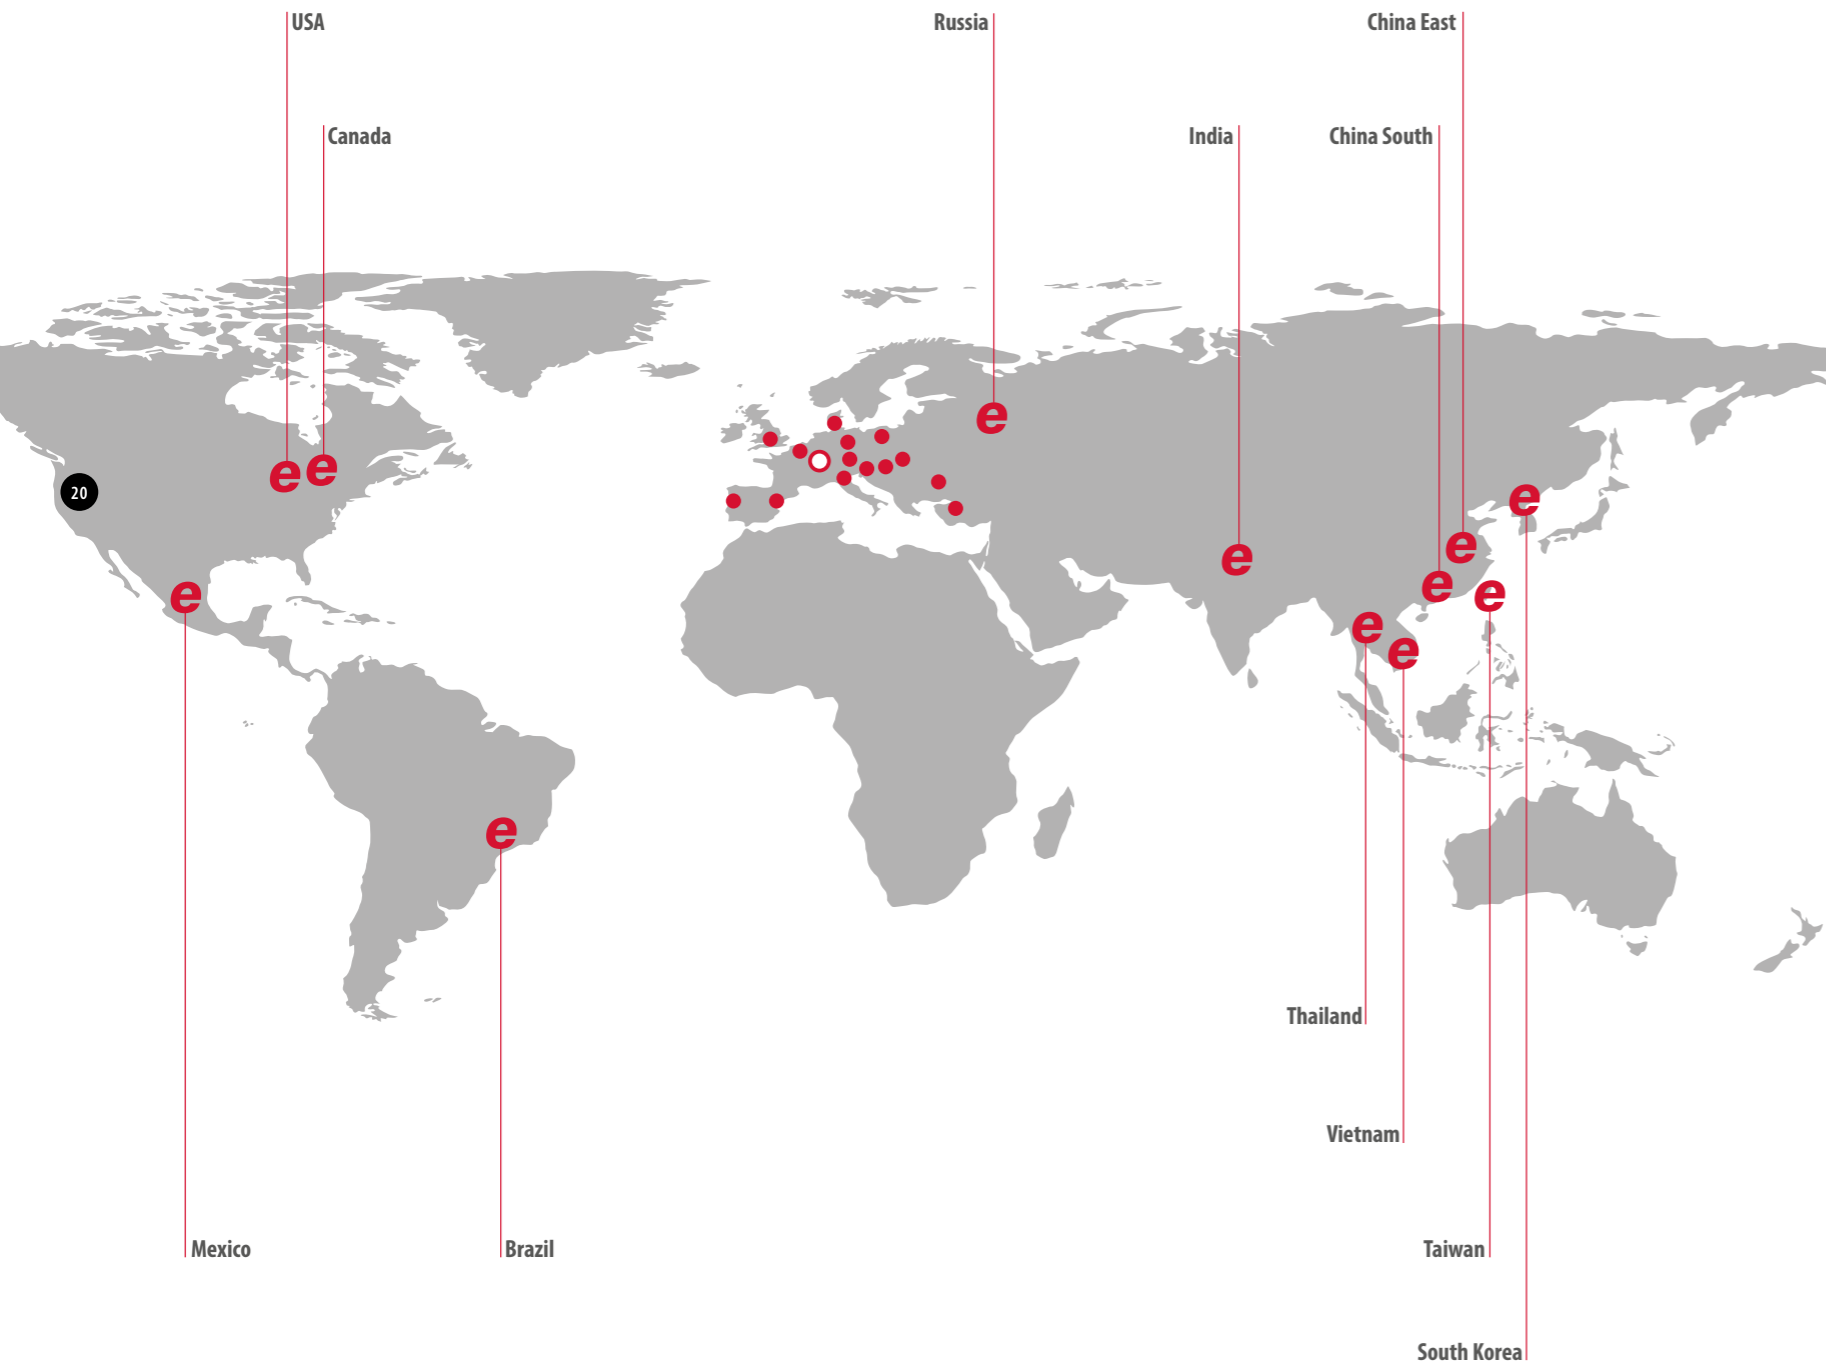 USA
Russia
China East
Canada
India
China South
e
e
e
20
e
e
e
e
e
e
e
e
e
Thailand
Vietnam
Mexico
Brazil
Taiwan
South Korea